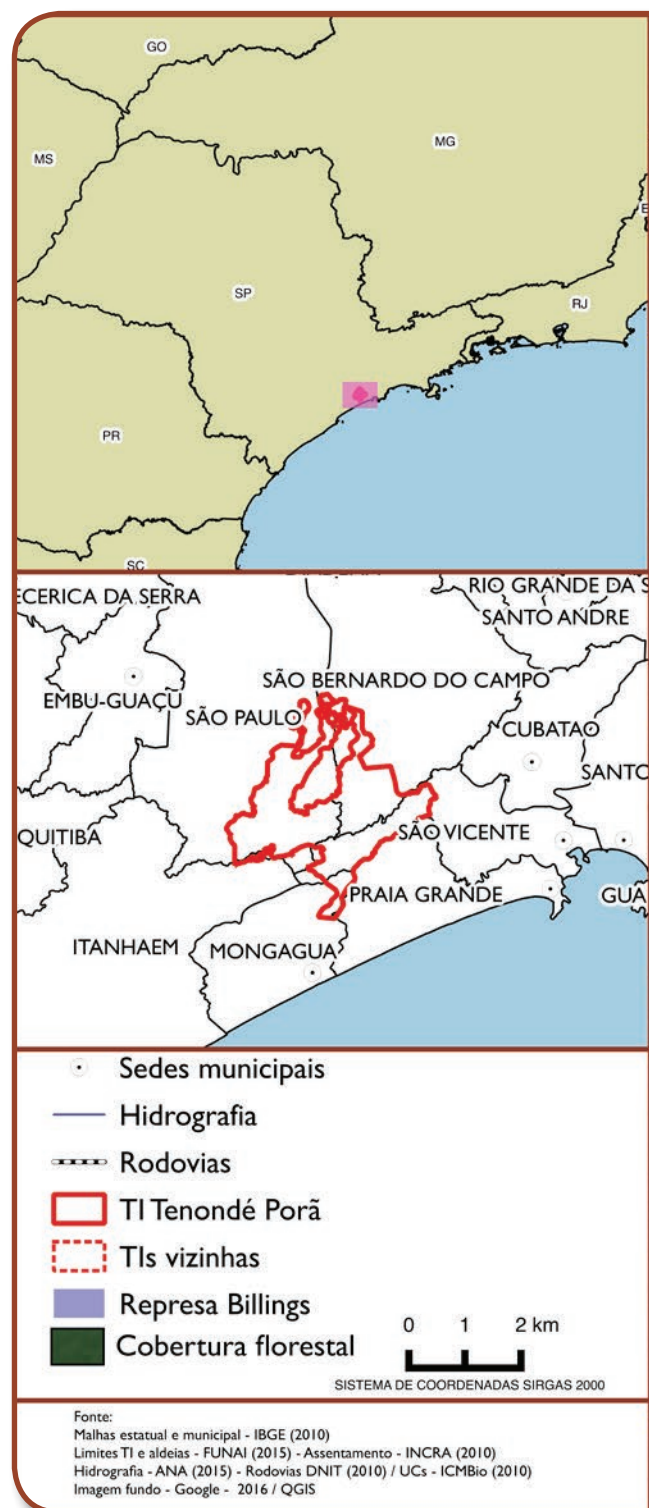 GO
MG
MS
SP
RJ
PR
SC
ECERICA DA SERRA
RIO GRANDE DA S
SANTO ANDRE
SÃO BERNARDO DO CAMPO
EMBU-GUAÇŨ
SÃO PAULO
CUBATAO
SANTO
QUITIBA
SÃO VICENTE
PRAIA GRANDE
GUA
ITANHAEM
MONGAGUA
Sedes municipais
Hidrografia
Rodovias
TI Tenondé Porã
TIs vizinhas
Represa Billings
Cobertura florestal
0 1 2 km
SISTEMA DE COORDENADAS SIRGAS 2000
Fonte:
Malhas estatual e municipal - IBGE (2010)
Limites TI e aldeias - FUNAI (2015) - Assentamento - INCRA (2010)
Hidrografia - ANA (2015) - Rodovias DNIT (2010) / UCs - ICMBio (2010)
Imagem fundo - Google - 2016 / QGIS